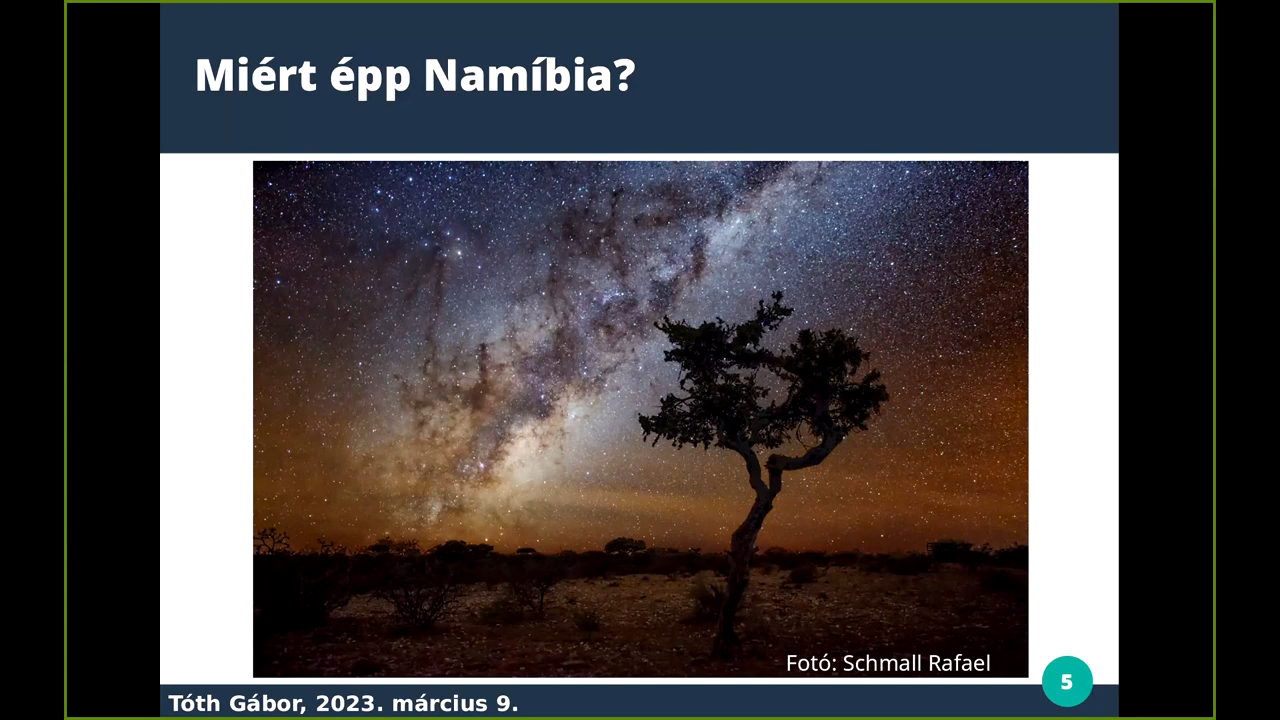 Miért épp Namíbia?
Fotó: Schmall Rafael
Tóth Gábor, 2023. március 9.
5